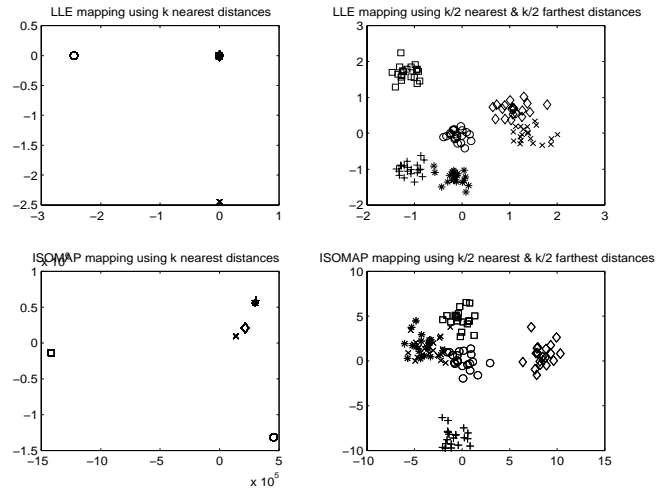 LLE mapping using k nearest distances
0.5
0
−0.5
−1
−1.5
−2
−2.5
−3 −2 −1 0 1
LLE mapping using k/2 nearest & k/2 farthest distances
3
2
1
0
−1
−2
−2 −1 0 1 2 3
ISOMAP mapping using k nearest distances
1
0.5
0
−0.5
−1
−1.5
−15 −10 −5 0 5
x 10⁵
ISOMAP mapping using k/2 nearest & k/2 farthest distances
10
5
0
−5
−10
−10 −5 0 5 10 15